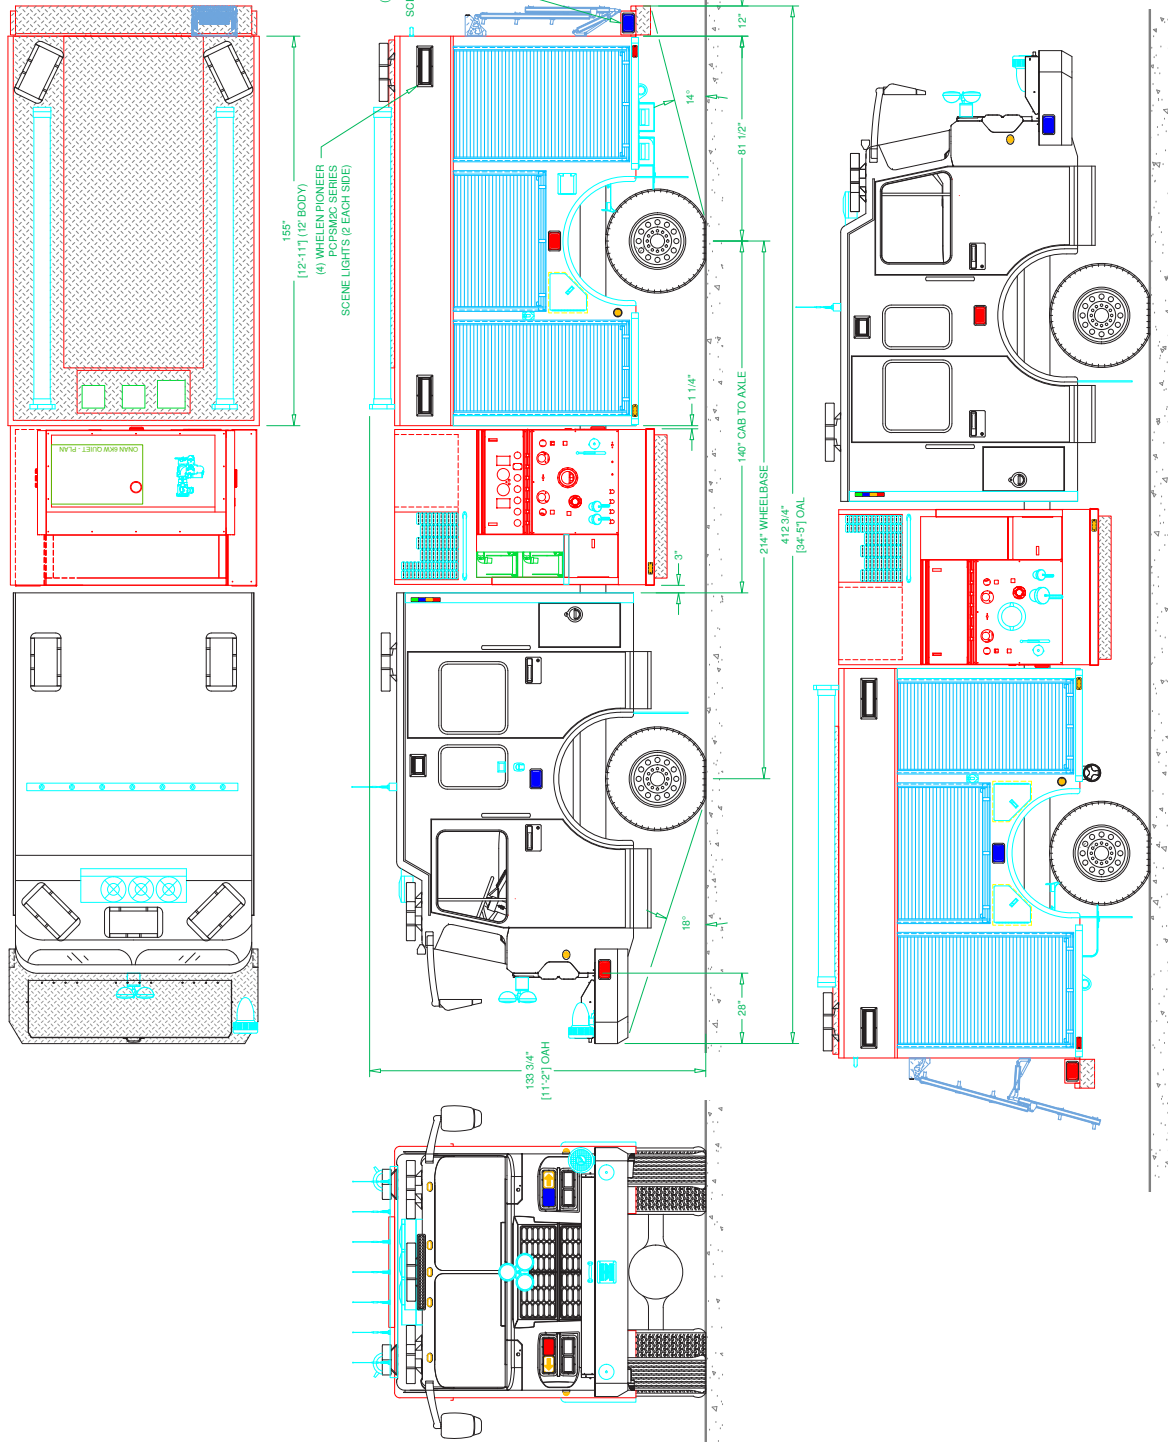 155"
[12'-11"] (12' BODY)
(4) WHELEN PIONEER
PCPSM2C SERIES
SCENE LIGHTS (2 EACH SIDE)
ONAN 6KW QUIET - PLAN
12"
14°
81 1/2"
1 1/4"
140" CAB TO AXLE
214" WHEELBASE
412 3/4"
[34'-5"] OAL
3"
18°
28"
133 3/4"
[11'-2"] OAH